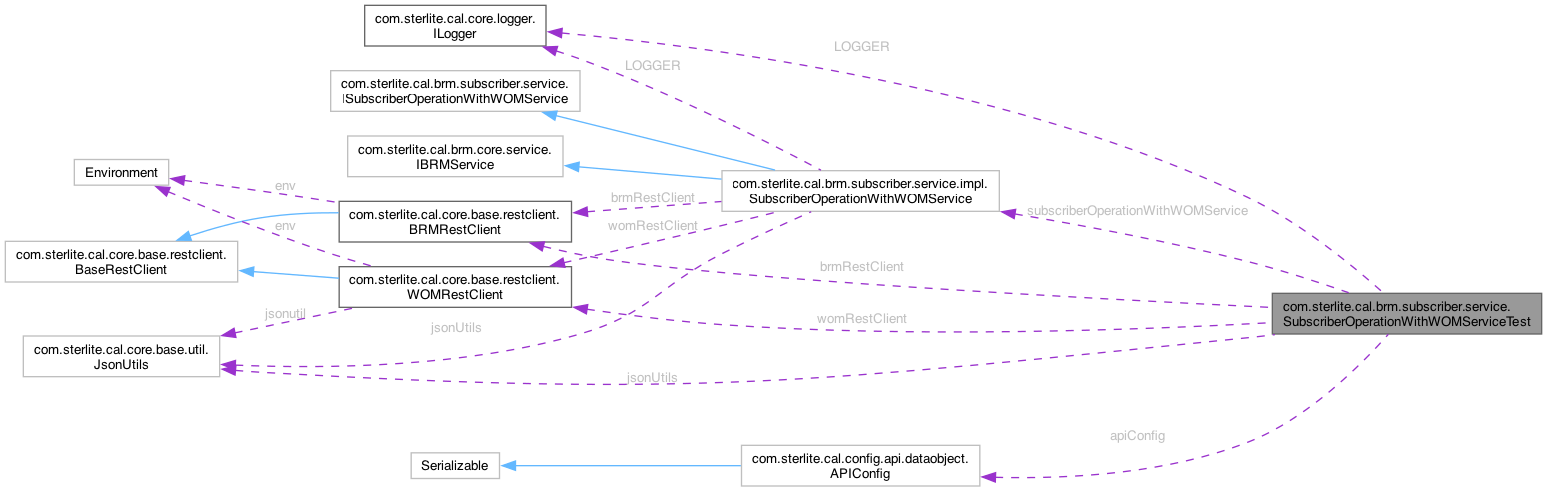 com.sterlite.cal.core.logger.
ILogger
LOGGER
LOGGER
com.sterlite.cal.brm.subscriber.service.
ISubscriberOperationWithWOMService
com.sterlite.cal.brm.core.service.
IBRMService
Environment
env
com.sterlite.cal.brm.subscriber.service.impl.
SubscriberOperationWithWOMService
brmRestClient
com.sterlite.cal.core.base.restclient.
BRMRestClient
subscriberOperationWithWOMService
env
womRestClient
com.sterlite.cal.core.base.restclient.
BaseRestClient
com.sterlite.cal.core.base.restclient.
WOMRestClient
brmRestClient
com.sterlite.cal.brm.subscriber.service.
SubscriberOperationWithWOMServiceTest
jsonutil
jsonUtils
womRestClient
com.sterlite.cal.core.base.util.
JsonUtils
jsonUtils
apiConfig
Serializable
com.sterlite.cal.config.api.dataobject.
APIConfig